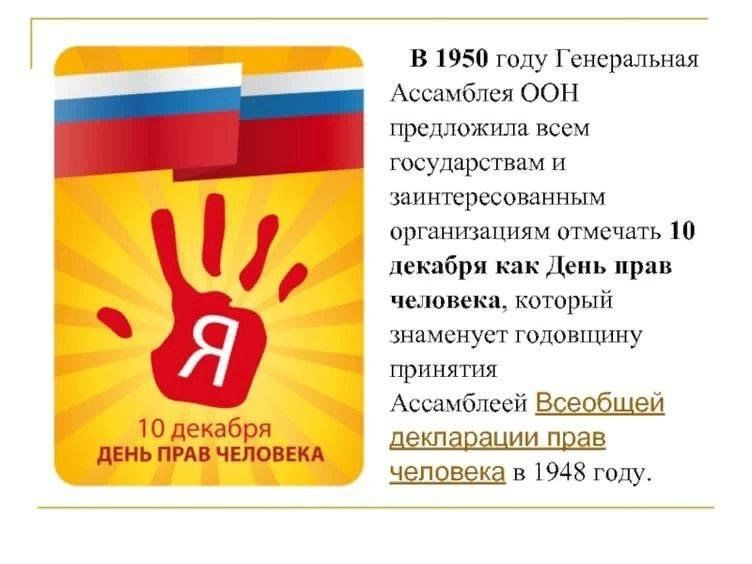 Я
10 декабря
ДЕНЬ ПРАВ ЧЕЛОВЕКА
В 1950 году Генеральная
Ассамблея ООН
предложила всем
государствам и
заинтересованным
организациям отмечать 10
декабря как День прав
человека, который
знаменует годовщину
принятия
Ассамблеей Всеобщей
декларации прав
человека в 1948 году.